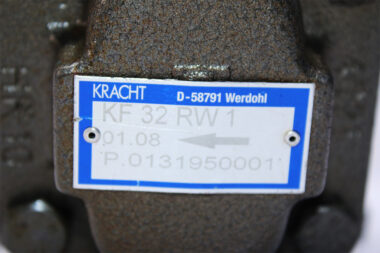 KRACHT D-58791 Werdohl
KF 32 RW 1
01.08
P.0131950001